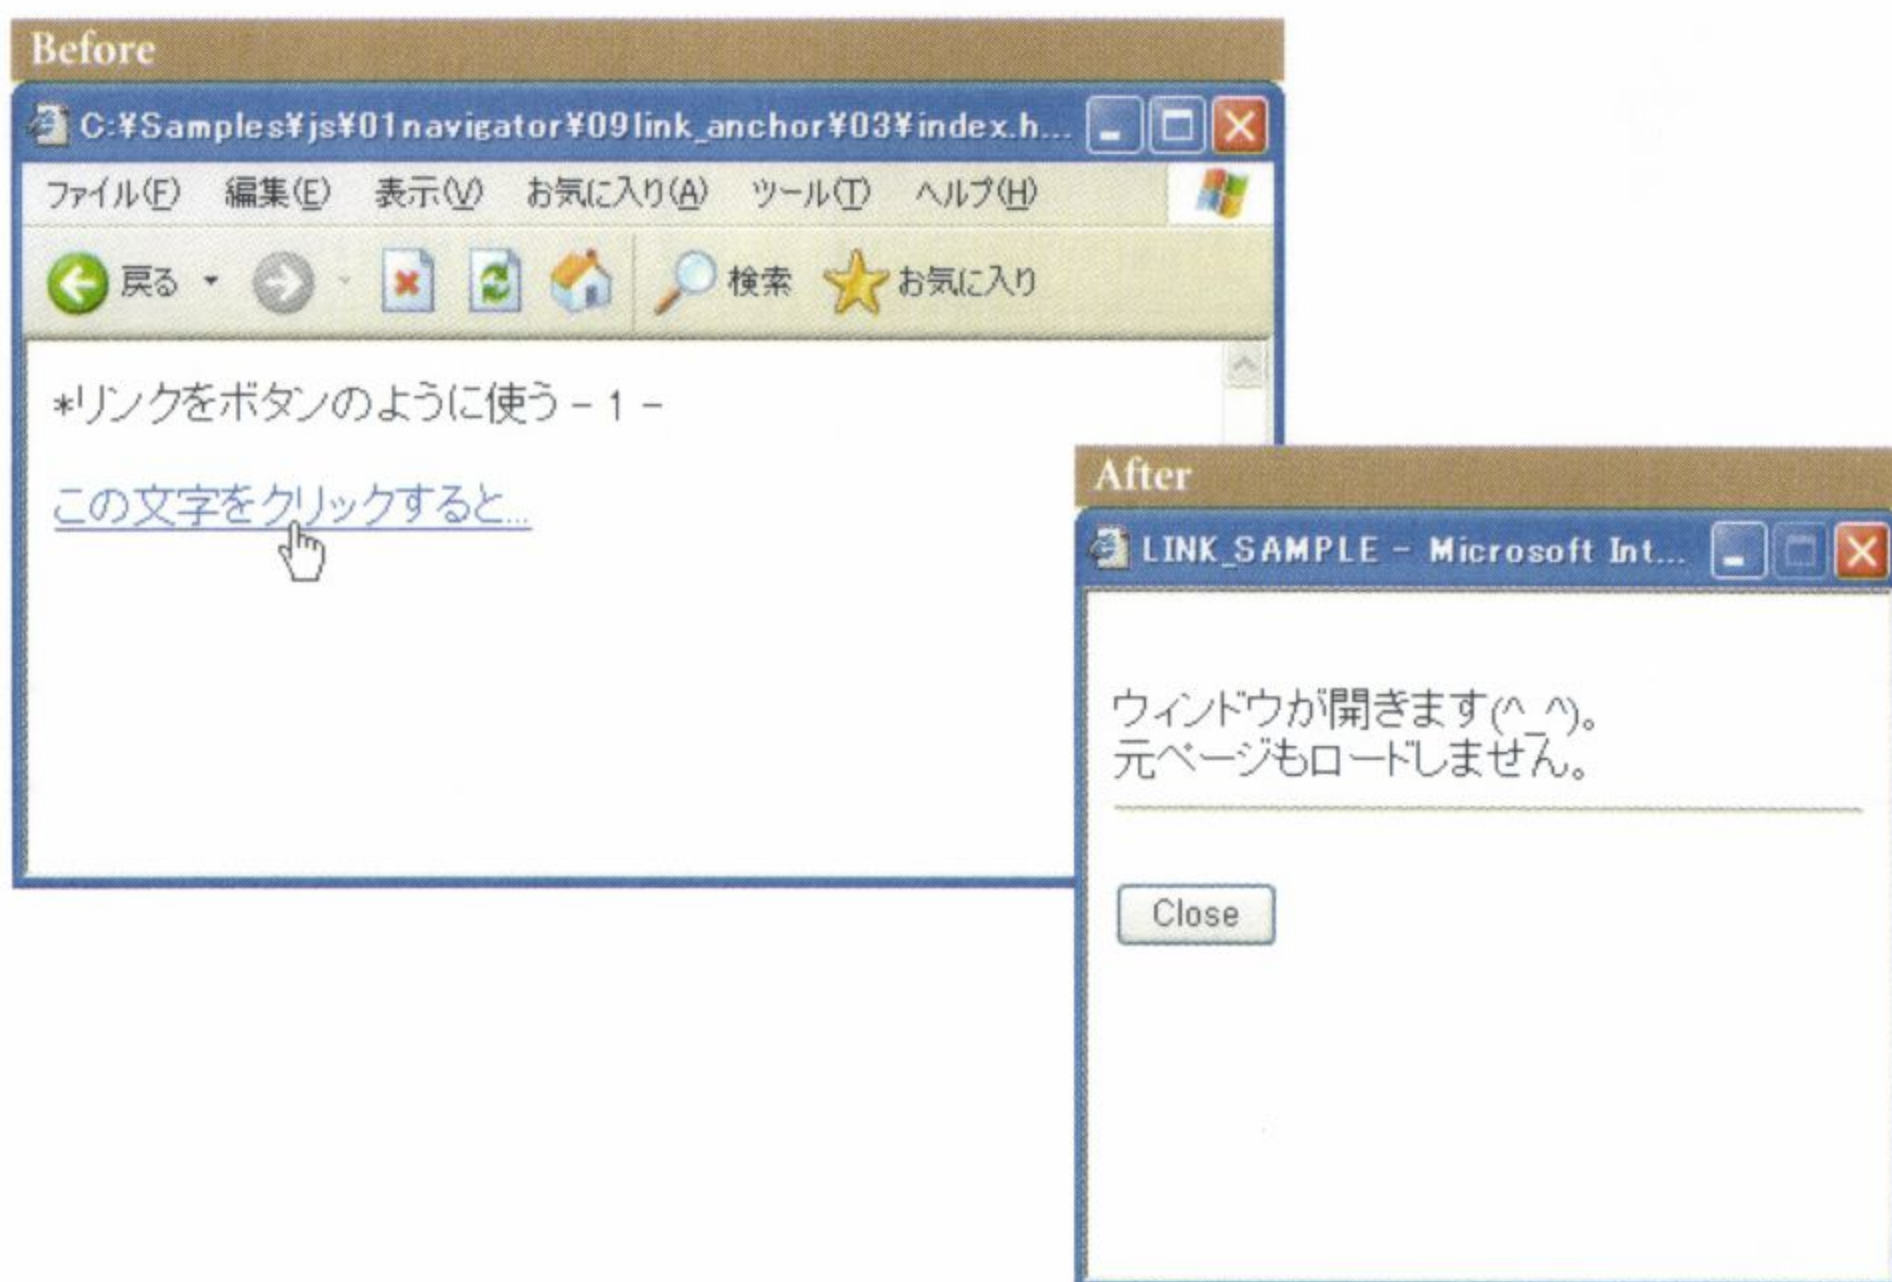 Before
C:¥Samples¥js¥01navigator¥09link_anchor¥03¥index.h...
ファイル(F) 編集(E) 表示(V) お気に入り(A) ツール(T) ヘルプ(H)
戻る 検索 お気に入り
*リンクをボタンのように使う－１－
この文字をクリックすると...
After
LINK_SAMPLE - Microsoft Int...
ウィンドウが開きます(^_^)。
元ページもロードしません。
Close